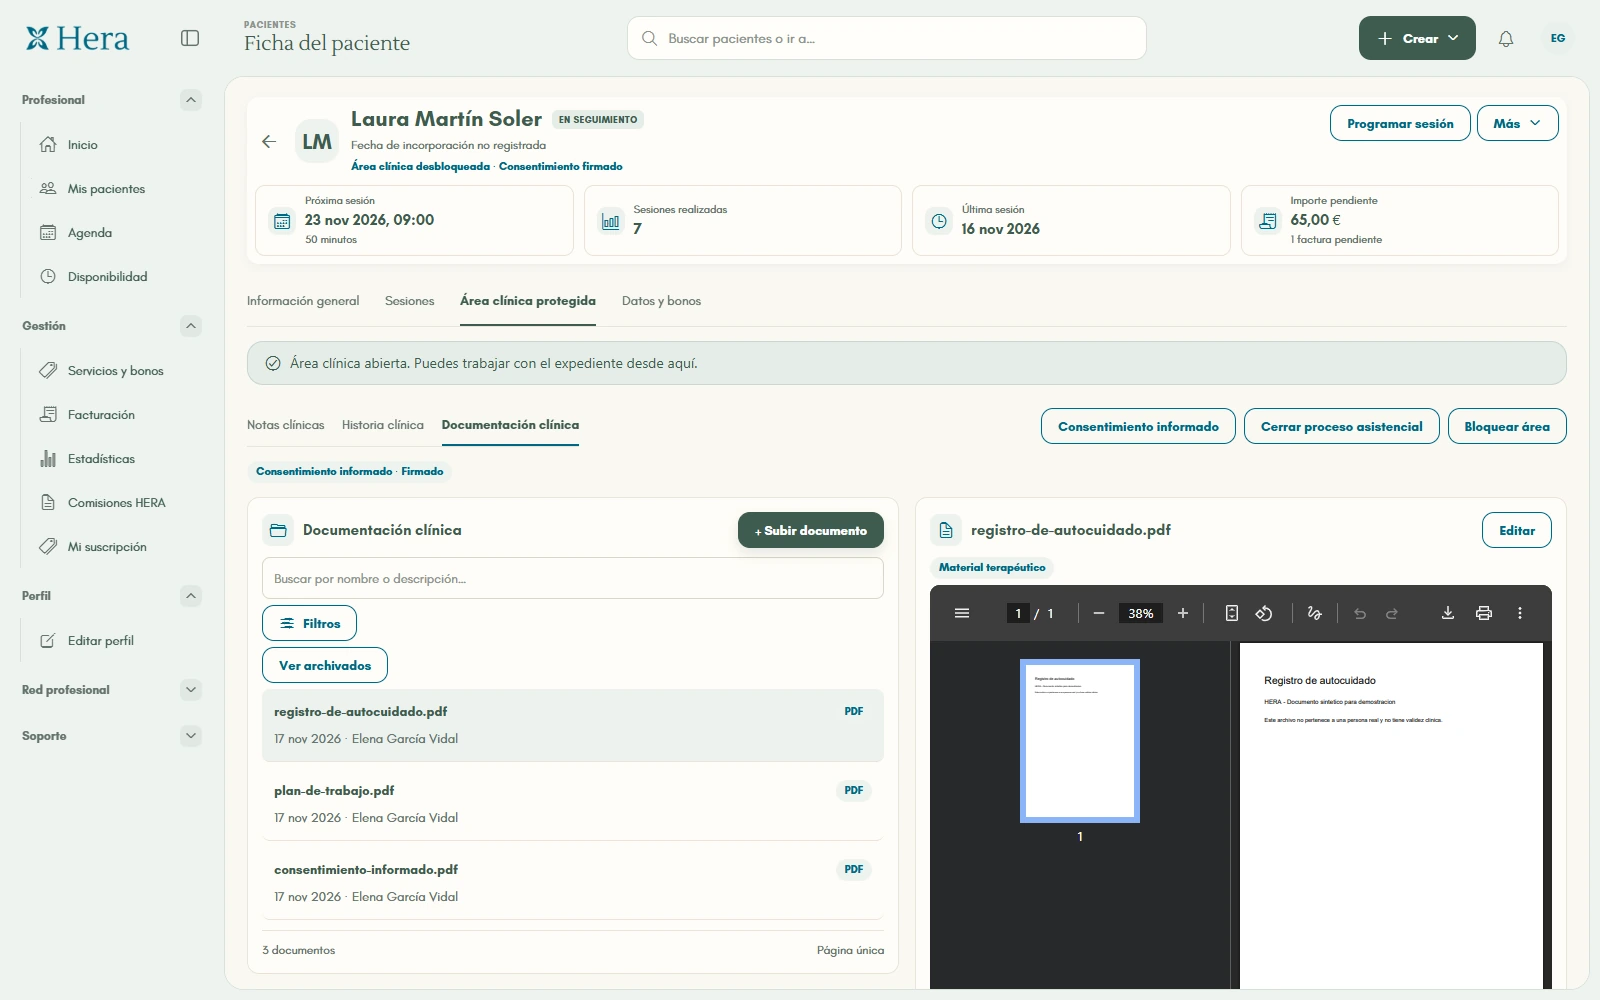 Hera
PACIENTES
Ficha del paciente
Buscar pacientes o ir a...
+ Crear
EG
Profesional
Inicio
Mis pacientes
Agenda
Disponibilidad
Gestión
Servicios y bonos
Facturación
Estadísticas
Comisiones HERA
Mi suscripción
Perfil
Editar perfil
Red profesional
Soporte
LM
Laura Martín Soler
EN SEGUIMIENTO
Fecha de incorporación no registrada
Área clínica desbloqueada · Consentimiento firmado
Programar sesión
Más
Próxima sesión
23 nov 2026, 09:00
50 minutos
Sesiones realizadas
7
Última sesión
16 nov 2026
Importe pendiente
65,00 €
1 factura pendiente
Información general
Sesiones
Área clínica protegida
Datos y bonos
Área clínica abierta. Puedes trabajar con el expediente desde aquí.
Notas clínicas
Historia clínica
Documentación clínica
Consentimiento informado
Cerrar proceso asistencial
Bloquear área
Consentimiento informado · Firmado
Documentación clínica
+ Subir documento
Buscar por nombre o descripción...
Filtros
Ver archivados
registro-de-autocuidado.pdf
PDF
17 nov 2026 · Elena García Vidal
plan-de-trabajo.pdf
PDF
17 nov 2026 · Elena García Vidal
consentimiento-informado.pdf
PDF
17 nov 2026 · Elena García Vidal
3 documentos
Página única
registro-de-autocuidado.pdf
Editar
Material terapéutico
1 / 1
38%
Registro de autocuidado
1
Registro de autocuidado
HERA - Documento sintetico para demostracion
Este archivo no pertenece a una persona real y no tiene validez clinica.